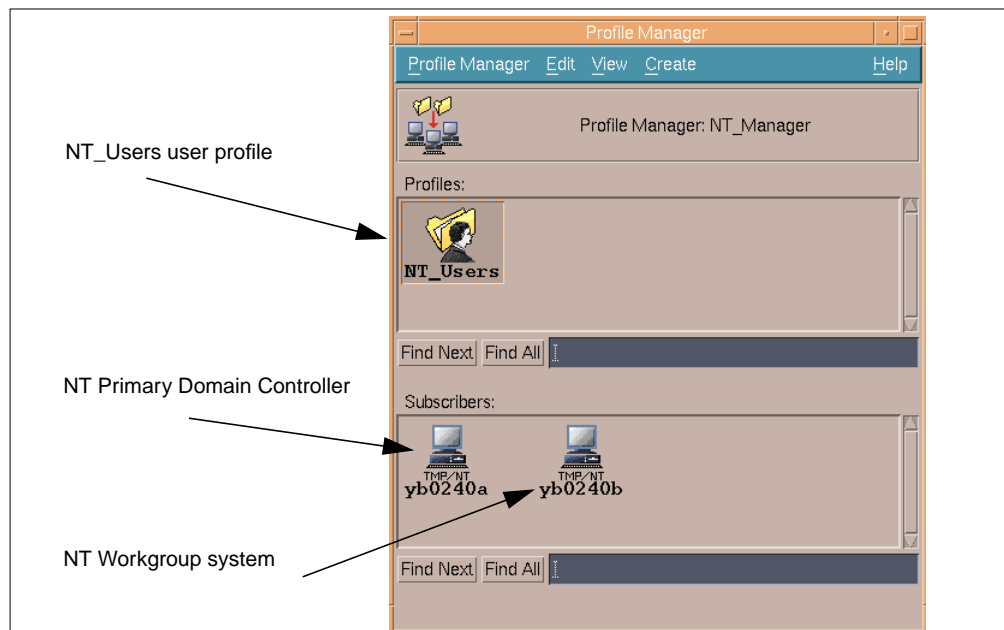 Profile Manager
Profile Manager Edit View Create Help
Profile Manager: NT_Manager
NT_Users user profile
Profiles:
NT_Users
Find Next Find All
NT Primary Domain Controller
Subscribers:
TMP/NT TMP/NT
yb0240a yb0240b
NT Workgroup system
Find Next Find All